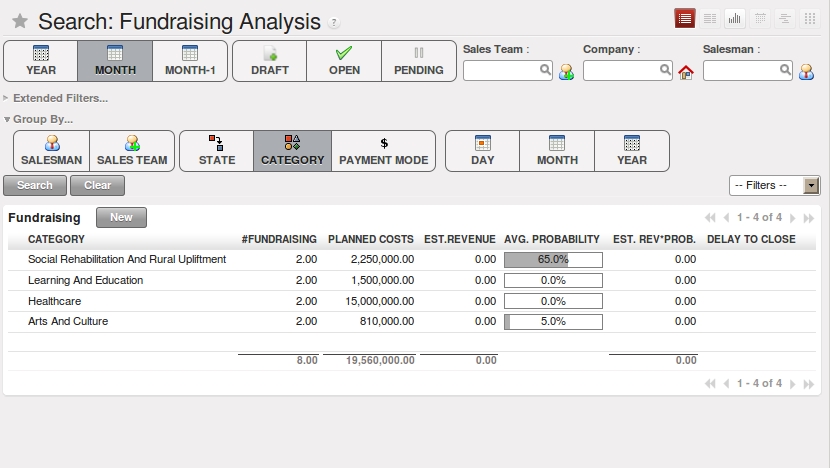 Search: Fundraising Analysis ?
YEAR MONTH MONTH-1 DRAFT OPEN PENDING
Sales Team : Company : Salesman :
Extended Filters...
Group By...
SALESMAN SALES TEAM STATE CATEGORY $ PAYMENT MODE DAY MONTH YEAR
Search Clear -- Filters --
Fundraising New 1 - 4 of 4
CATEGORY #FUNDRAISING PLANNED COSTS EST.REVENUE AVG. PROBABILITY EST. REV*PROB. DELAY TO CLOSE
Social Rehabilitation And Rural Upliftment 2.00 2,250,000.00 0.00 65.0% 0.00
Learning And Education 2.00 1,500,000.00 0.00 0.0% 0.00
Healthcare 2.00 15,000,000.00 0.00 0.0% 0.00
Arts And Culture 2.00 810,000.00 0.00 5.0% 0.00
8.00 19,560,000.00 0.00 0.00
1 - 4 of 4